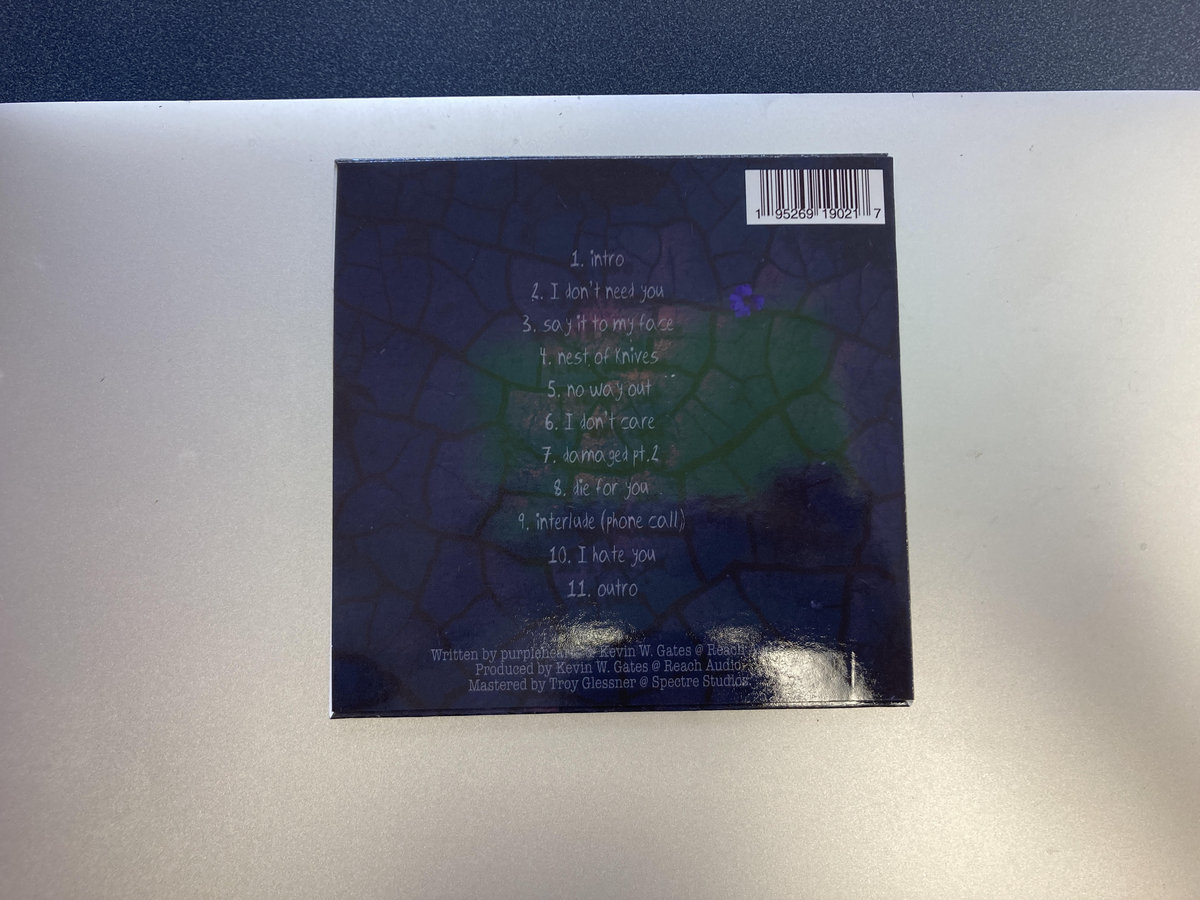 1 95269 19021 7
1. intro
2. I don't need you
3. say it to my face
4. nest of knives
5. no way out
6. I don't care
7. damaged pt.2
8. die for you
9. interlude (phone call)
10. I hate you
11. outro
Written by Kevin W. Gates @ Reach
Produced by Kevin W. Gates @ Reach Audio
Mastered by Troy Glessner @ Spectre Studios